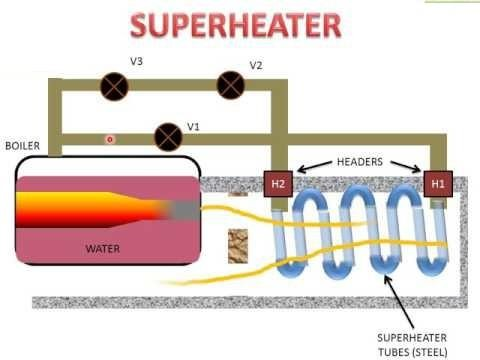 SUPERHEATER
V3
V2
V1
BOILER
HEADERS
H2
H1
WATER
SUPERHEATER
TUBES (STEEL)